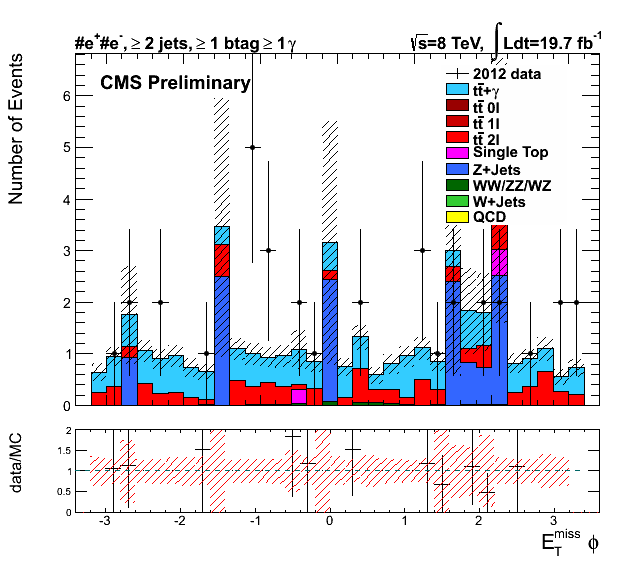 #e⁺#e⁻, ≥ 2 jets, ≥ 1 btag ≥ 1 γ
√s=8 TeV, ∫Ldt=19.7 fb⁻¹
CMS Preliminary
2012 data
tt̄+γ
tt̄ 0l
tt̄ 1l
tt̄ 2l
Single Top
Z+Jets
WW/ZZ/WZ
W+Jets
QCD
Number of Events
6
5
4
3
2
1
0
data/MC
2
1.5
1
0.5
0
-3 -2 -1 0 1 2 3
E_T^miss ϕ